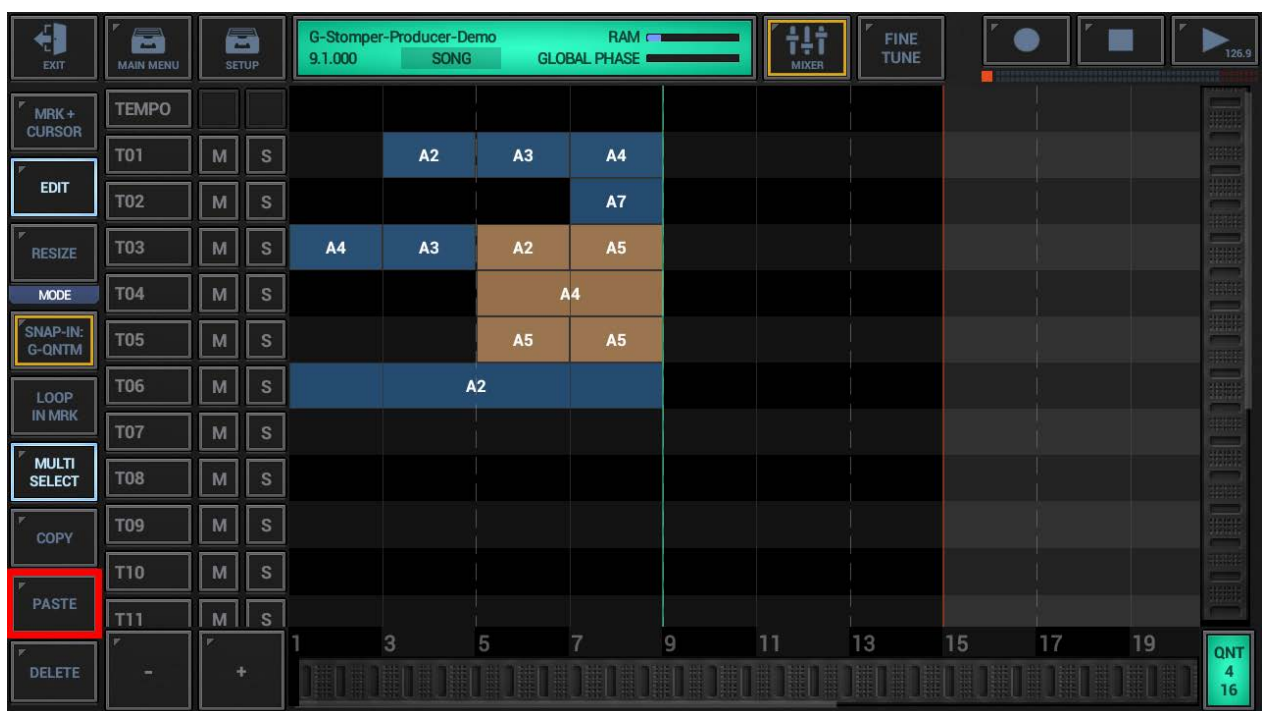 EXIT
MAIN MENU
SETUP
G-Stomper-Producer-Demo RAM
9.1.000 SONG GLOBAL PHASE
MIXER
FINE
TUNE
126.9
MRK +
CURSOR
EDIT
RESIZE
MODE
SNAP-IN:
G-QNTM
LOOP
IN MRK
MULTI
SELECT
COPY
PASTE
DELETE
TEMPO
T01 M S A2 A3 A4
T02 M S A7
T03 M S A4 A3 A2 A5
T04 M S A4
T05 M S A5 A5
T06 M S A2
T07 M S
T08 M S
T09 M S
T10 M S
T11 M S
- +
1 3 5 7 9 11 13 15 17 19
QNT
4
16